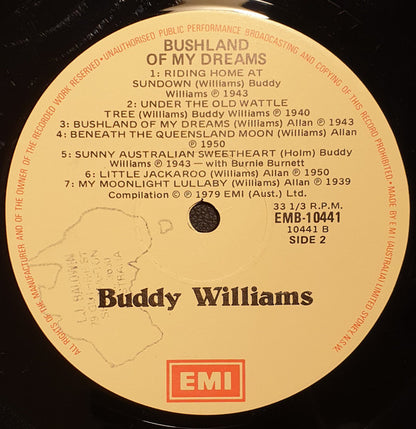 ALL RIGHTS OF THE MANUFACTURER AND OF THE OWNER OF THE RECORDED WORK RESERVED • UNAUTHORISED PUBLIC PERFORMANCE BROADCASTING AND COPYING OF THIS RECORD PROHIBITED • MADE BY EMI (AUSTRALIA) LIMITED SYDNEY N.S.W.
BUSHLAND
OF MY DREAMS
1: RIDING HOME AT
SUNDOWN (Williams) Buddy
Williams ℗ 1943
2: UNDER THE OLD WATTLE
TREE (Williams) Buddy Williams ℗ 1940
3: BUSHLAND OF MY DREAMS (Williams) Allan ℗ 1943
4: BENEATH THE QUEENSLAND MOON (Williams) Allan
℗ 1950
5: SUNNY AUSTRALIAN SWEETHEART (Holm) Buddy
Williams ℗ 1943 — with Burnie Burnett
6: LITTLE JACKAROO (Williams) Allan ℗ 1950
7: MY MOONLIGHT LULLABY (Williams) Allan ℗ 1939
Compilation © ℗ 1979 EMI (Aust.) Ltd.
33 1/3 R.P.M.
EMB-10441
10441 B
SIDE 2
Buddy Williams
EMI